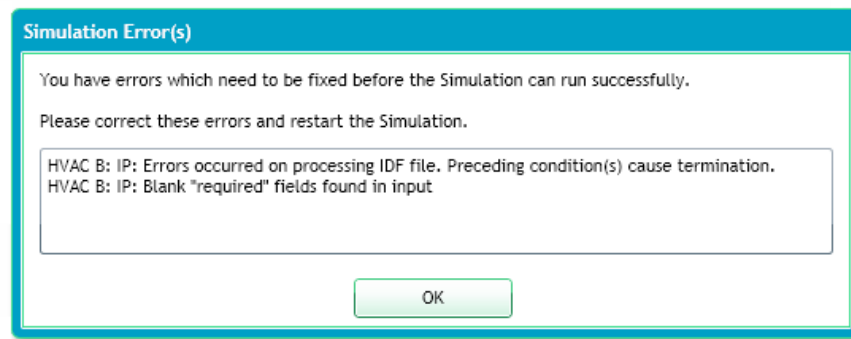 Simulation Error(s)
You have errors which need to be fixed before the Simulation can run successfully.
Please correct these errors and restart the Simulation.
HVAC B: IP: Errors occurred on processing IDF file. Preceding condition(s) cause termination.
HVAC B: IP: Blank "required" fields found in input
OK